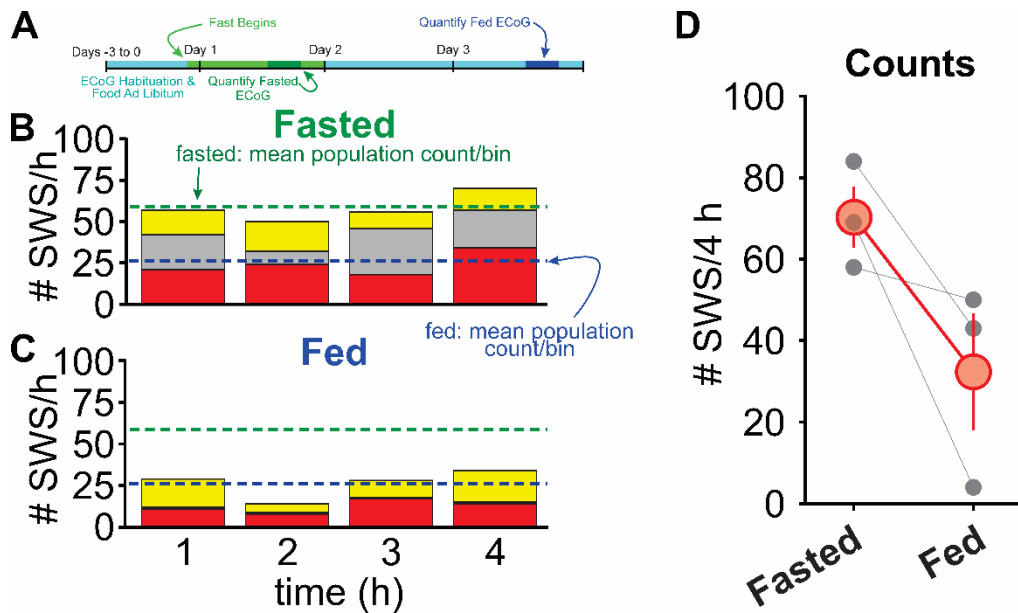 A
Fast Begins
Quantify Fed ECoG
Days -3 to 0
Day 1
Day 2
Day 3
ECoG Habituation &
Food Ad Libitum
Quantify Fasted
ECoG
B
Fasted
fasted: mean population count/bin
# SWS/h
100
75
50
25
0
fed: mean population
count/bin
C
Fed
# SWS/h
100
75
50
25
0
1
2
3
4
time (h)
D
Counts
# SWS/4 h
100
80
60
40
20
0
Fasted
Fed